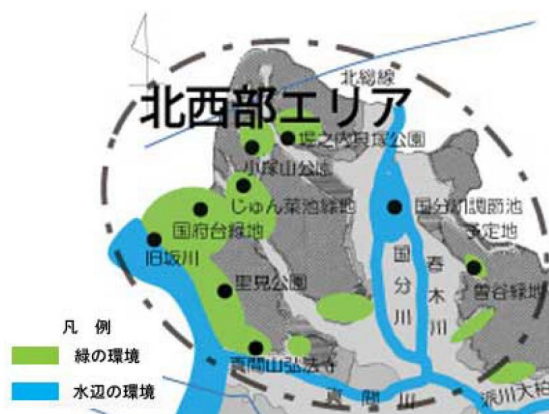 北総線
北西部エリア
堀之内貝塚公園
小塚山公園
じゅん菜池緑地
国分川調節池
予定地
国府台緑地
旧坂川
国分川
春木川
曽谷緑地
里見公園
凡 例
緑の環境
真間山弘法寺
水辺の環境
真間川
派川大柏